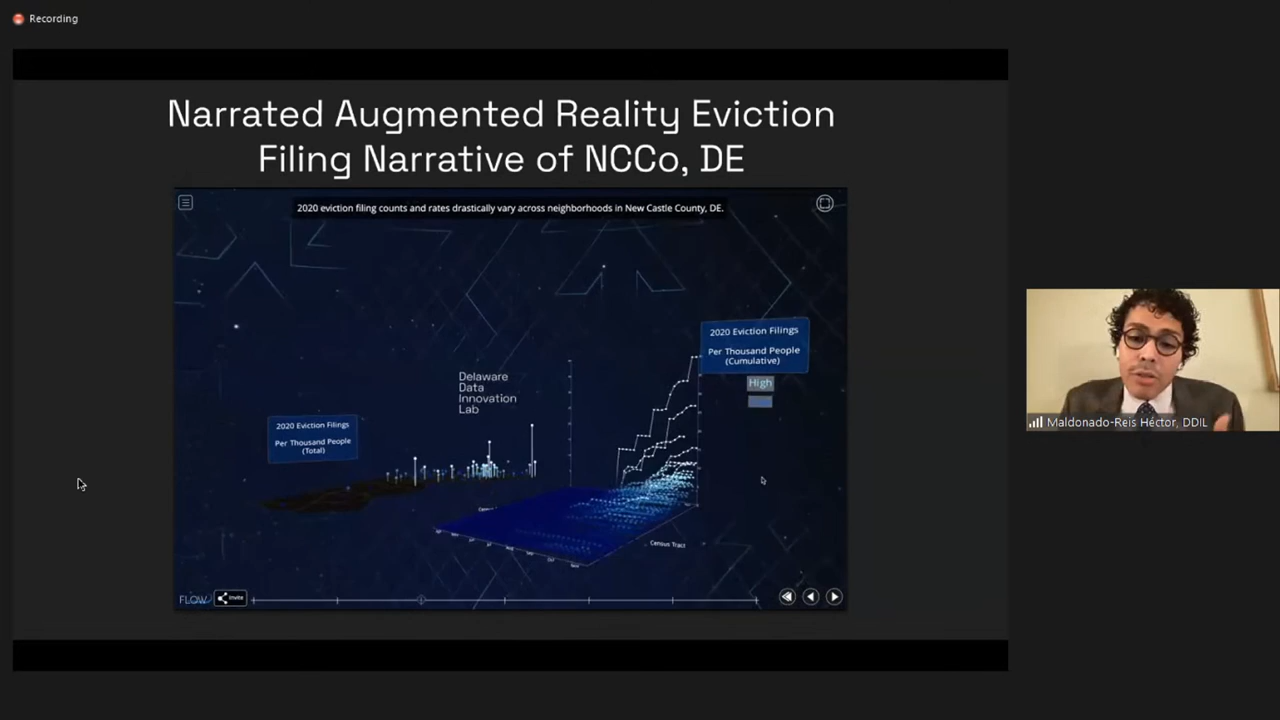 Recording
Narrated Augmented Reality Eviction
Filing Narrative of NCCo, DE
2020 eviction filing counts and rates drastically vary across neighborhoods in New Castle County, DE.
2020 Eviction Filings
Per Thousand People
(Cumulative)
High
Delaware
Data
Innovation
Lab
2020 Eviction Filings
Per Thousand People
(Total)
Census Tract
FLOW
Invite
Maldonado-Reis Héctor, DDIL